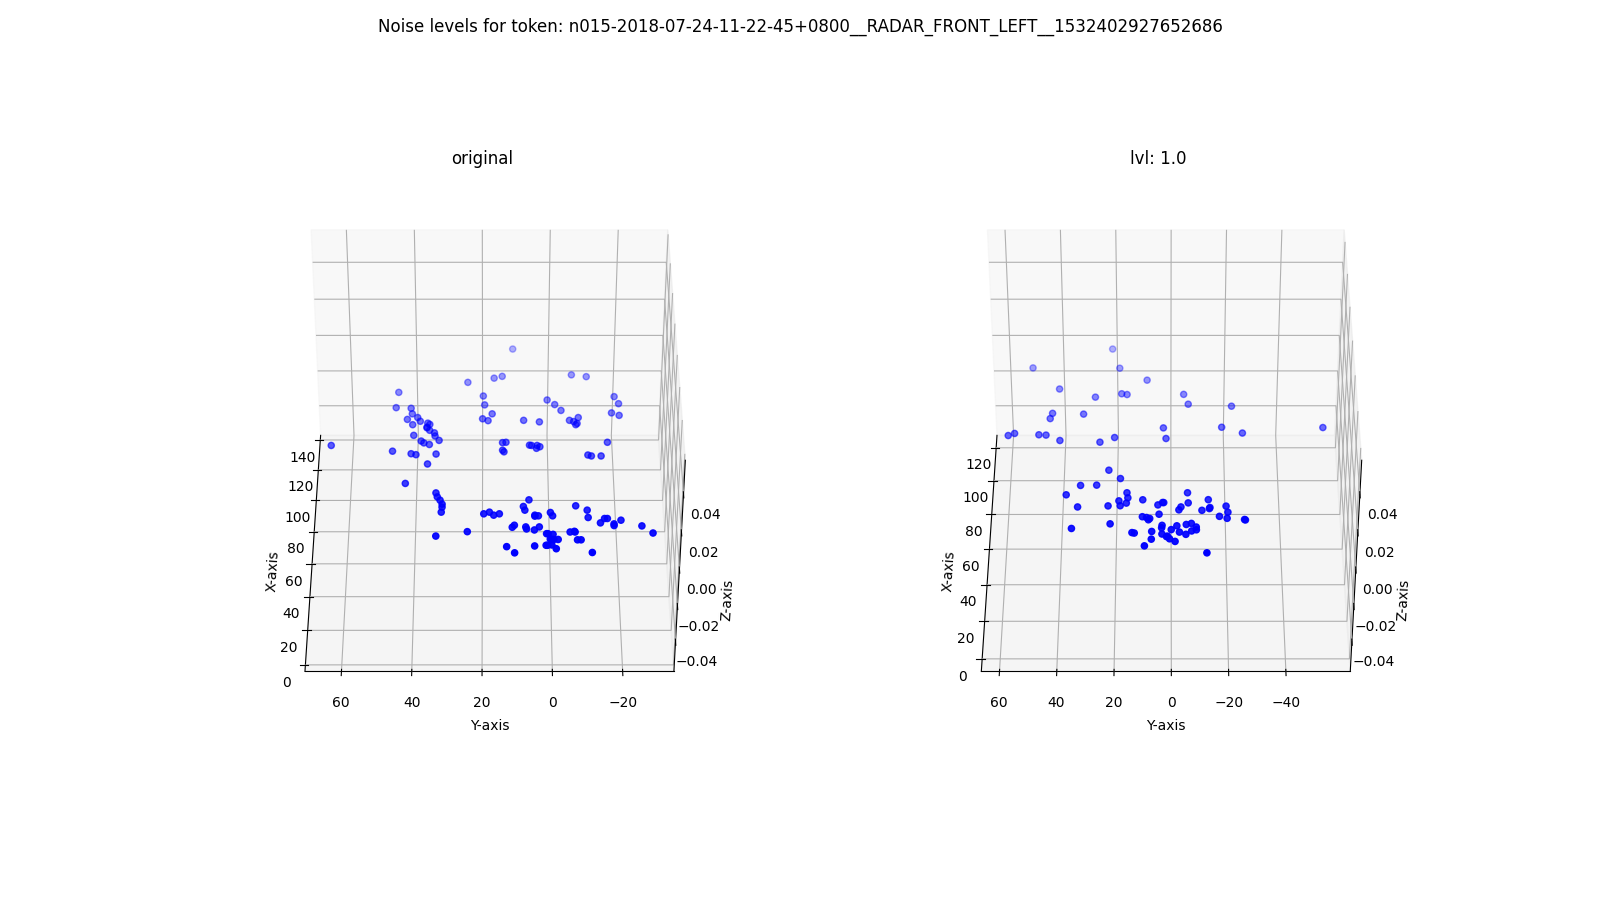 Noise levels for token: n015-2018-07-24-11-22-45+0800__RADAR_FRONT_LEFT__1532402927652686
original
140
120
100
80
60
40
20
0
X-axis
60 40 20 0 −20
Y-axis
0.04
0.02
0.00
−0.02
−0.04
Z-axis
lvl: 1.0
120
100
80
60
40
20
0
X-axis
60 40 20 0 −20 −40
Y-axis
0.04
0.02
0.00
−0.02
−0.04
Z-axis